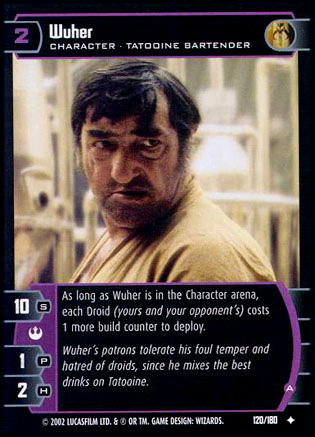 2
Wuher
CHARACTER · TATOOINE BARTENDER
As long as Wuher is in the Character arena,
each Droid (yours and your opponent's) costs
1 more build counter to deploy.
Wuher's patrons tolerate his foul temper and
hatred of droids, since he mixes the best
drinks on Tatooine.
10 S
1 P
2 H
A
© 2002 LUCASFILM LTD. & ® OR TM. GAME DESIGN: WIZARDS.
120/180